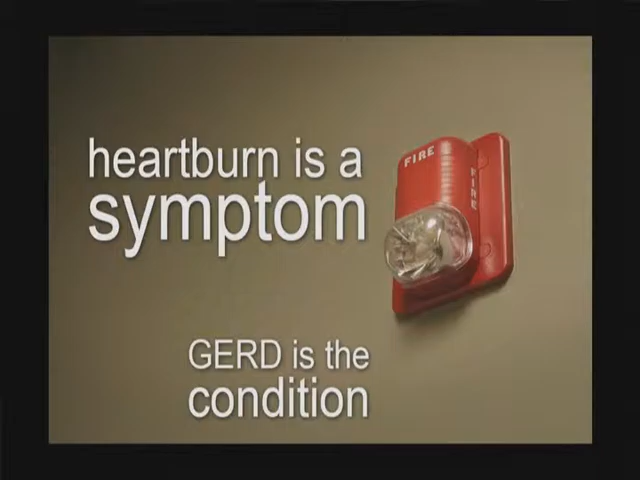 heartburn is a
symptom
FIRE
FIRE
GERD is the
condition